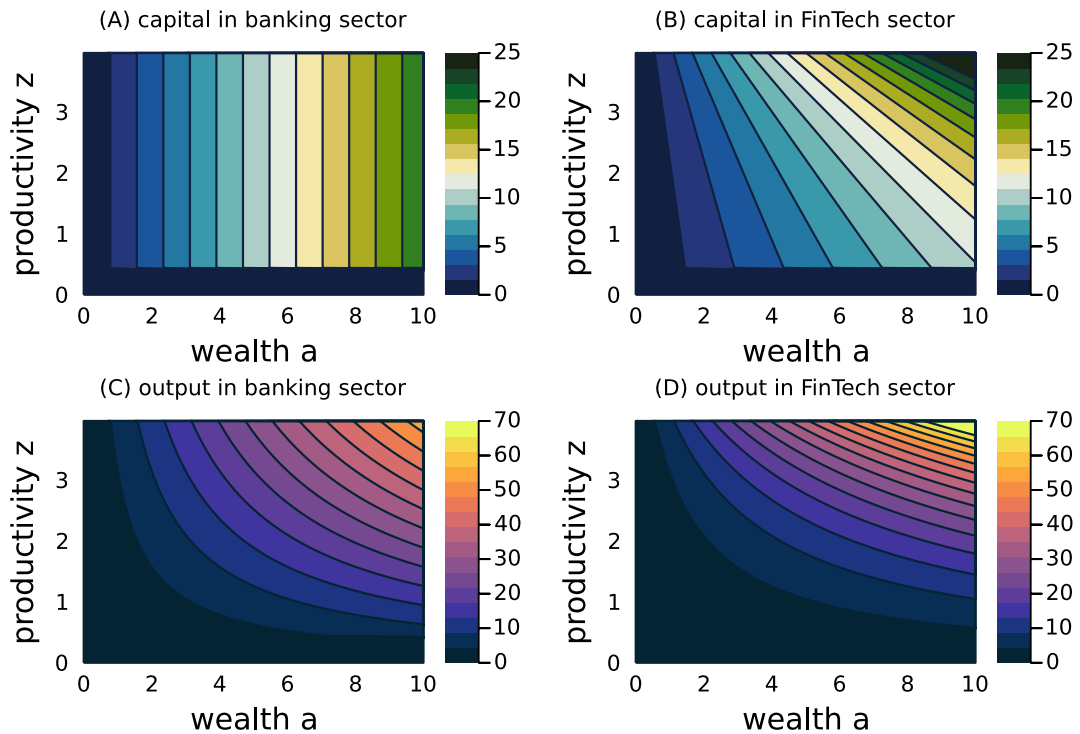 (A) capital in banking sector
(B) capital in FinTech sector
productivity z
3
2
1
0
0 2 4 6 8 10
wealth a
25
20
15
10
5
0
productivity z
3
2
1
0
0 2 4 6 8 10
wealth a
25
20
15
10
5
0
(C) output in banking sector
(D) output in FinTech sector
productivity z
3
2
1
0
0 2 4 6 8 10
wealth a
70
60
50
40
30
20
10
0
productivity z
3
2
1
0
0 2 4 6 8 10
wealth a
70
60
50
40
30
20
10
0